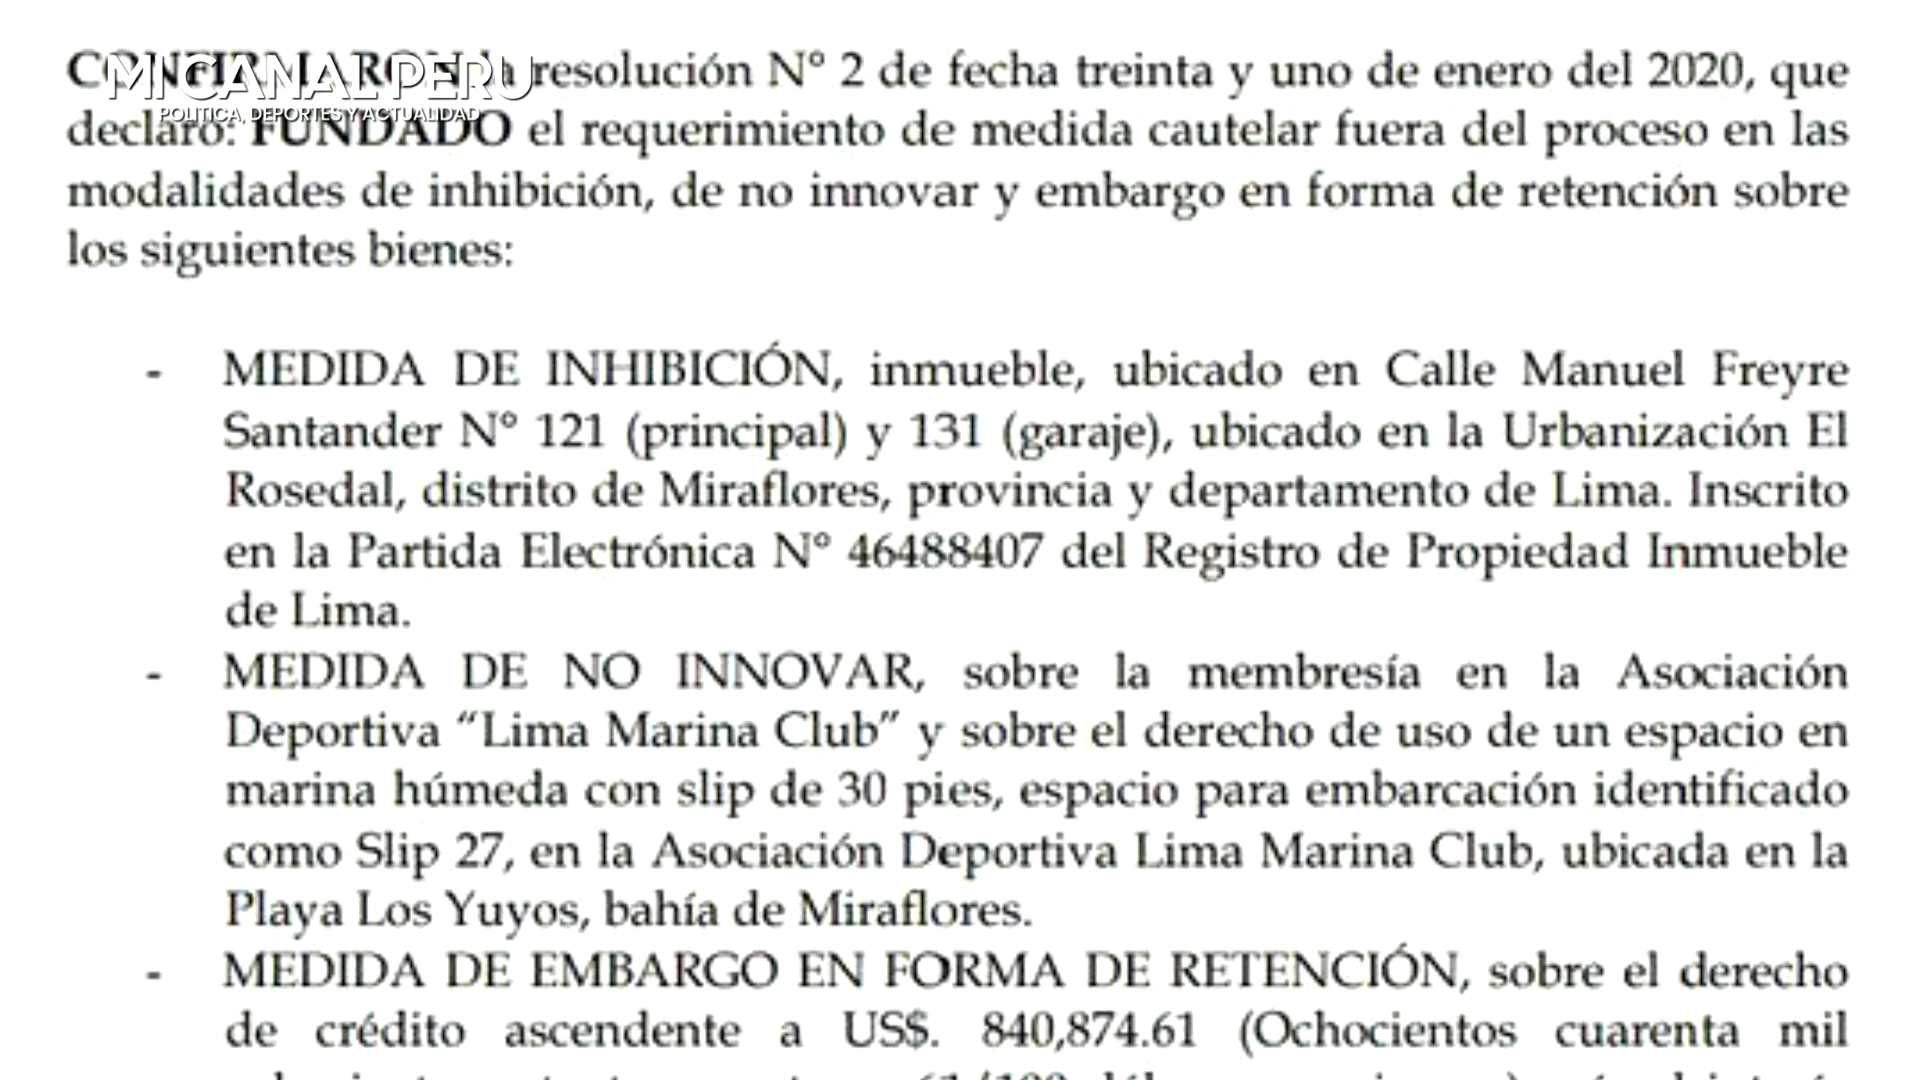 MI CANAL PERU
POLITICA, DEPORTES Y ACTUALIDAD
CONFIRMARON la resolución N° 2 de fecha treinta y uno de enero del 2020, que
declaró: FUNDADO el requerimiento de medida cautelar fuera del proceso en las
modalidades de inhibición, de no innovar y embargo en forma de retención sobre
los siguientes bienes:
- MEDIDA DE INHIBICIÓN, inmueble, ubicado en Calle Manuel Freyre
Santander N° 121 (principal) y 131 (garaje), ubicado en la Urbanización El
Rosedal, distrito de Miraflores, provincia y departamento de Lima. Inscrito
en la Partida Electrónica N° 46488407 del Registro de Propiedad Inmueble
de Lima.
- MEDIDA DE NO INNOVAR, sobre la membresía en la Asociación
Deportiva “Lima Marina Club” y sobre el derecho de uso de un espacio en
marina húmeda con slip de 30 pies, espacio para embarcación identificado
como Slip 27, en la Asociación Deportiva Lima Marina Club, ubicada en la
Playa Los Yuyos, bahía de Miraflores.
- MEDIDA DE EMBARGO EN FORMA DE RETENCIÓN, sobre el derecho
de crédito ascendente a US$. 840,874.61 (Ochocientos cuarenta mil